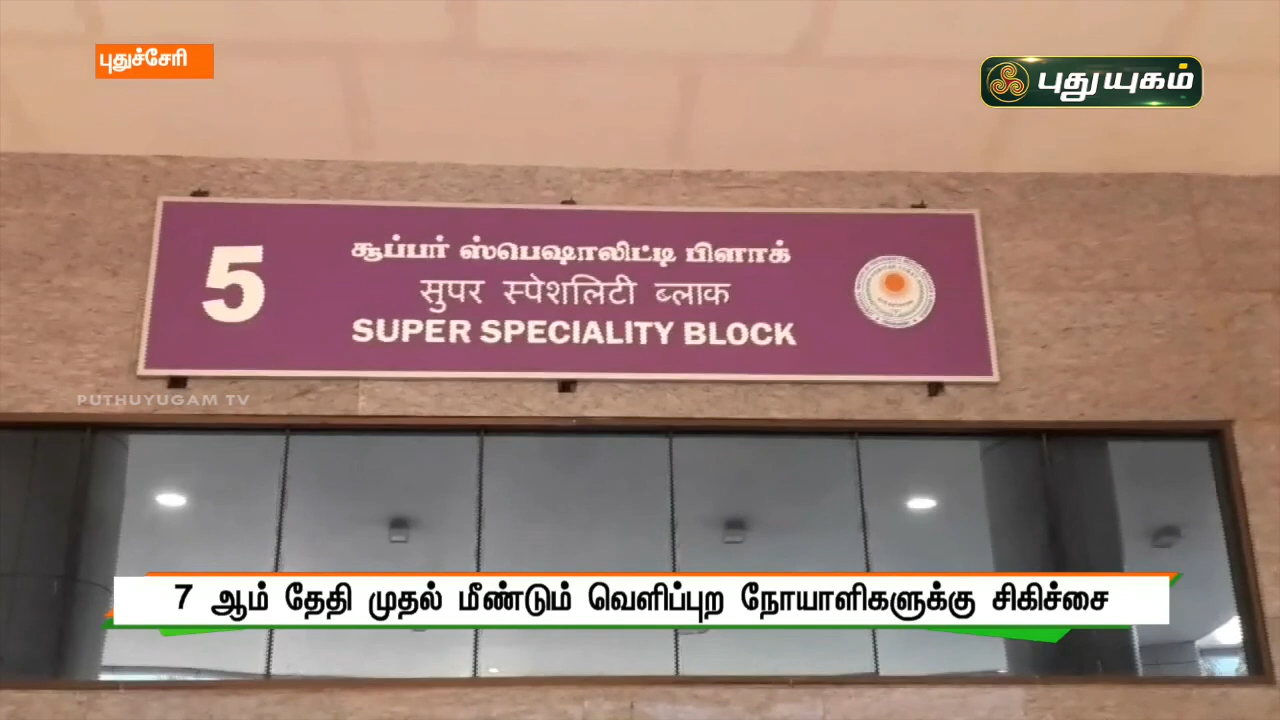 புதுச்சேரி
புதுயுகம்
5
சூப்பர் ஸ்பெஷாலிட்டி பிளாக்
सुपर स्पेशलिटी ब्लाक
SUPER SPECIALITY BLOCK
PUTHUYUGAM TV
7 ஆம் தேதி முதல் மீண்டும் வெளிப்புற நோயாளிகளுக்கு சிகிச்சை